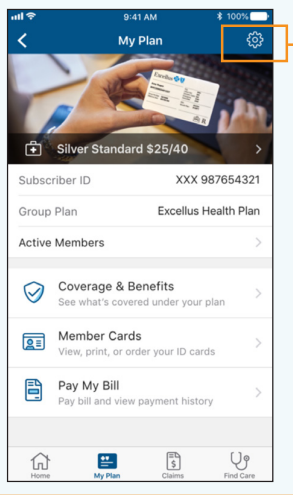 9:41 AM
100%
My Plan
Excellus
Silver Standard $25/40
Subscriber ID XXX 987654321
Group Plan Excellus Health Plan
Active Members
Coverage & Benefits
See what's covered under your plan
Member Cards
View, print, or order your ID cards
Pay My Bill
Pay bill and view payment history
Home My Plan Claims Find Care